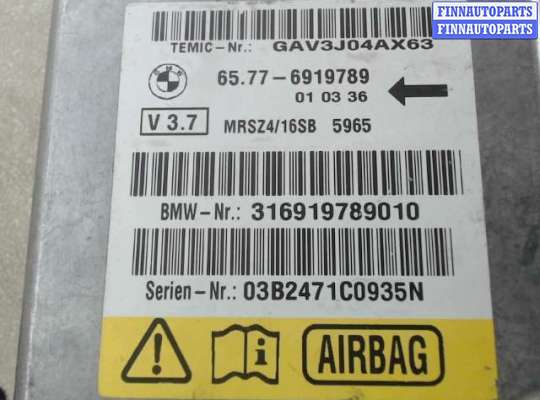 FINNAUTOPARTS
FINNAUTOPARTS
TEMIC-Nr.: GAV3J04AX63
BMW
65.77-6919789
01 03 36
V 3.7 MRSZ4/16SB 5965
BMW-Nr.: 316919789010
Serien-Nr.: 03B2471C0935N
! i AIRBAG